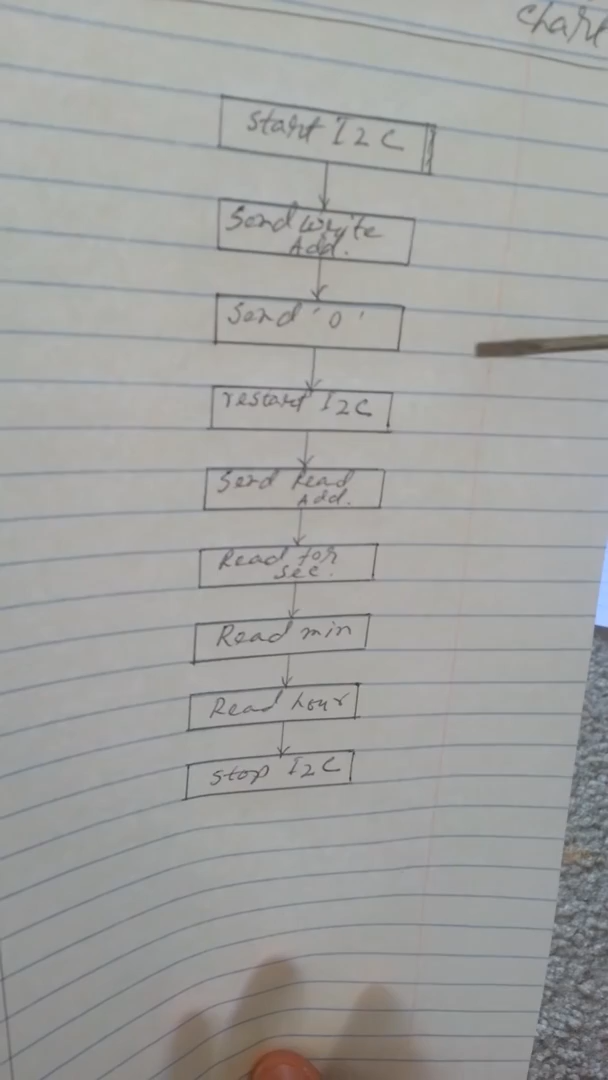 chart
Start I2C
Send write
Add.
Send '0'
restart I2C
Send Read
Add.
Read for
sec.
Read min
Read hour
Stop I2C